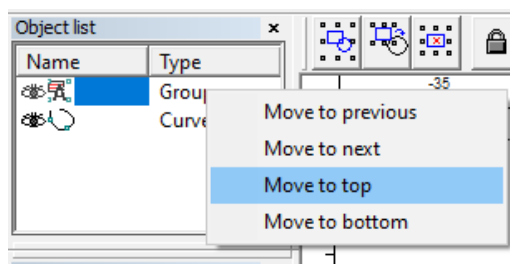 Object list
x
Name Type
Group
Curve
-35
Move to previous
Move to next
Move to top
Move to bottom